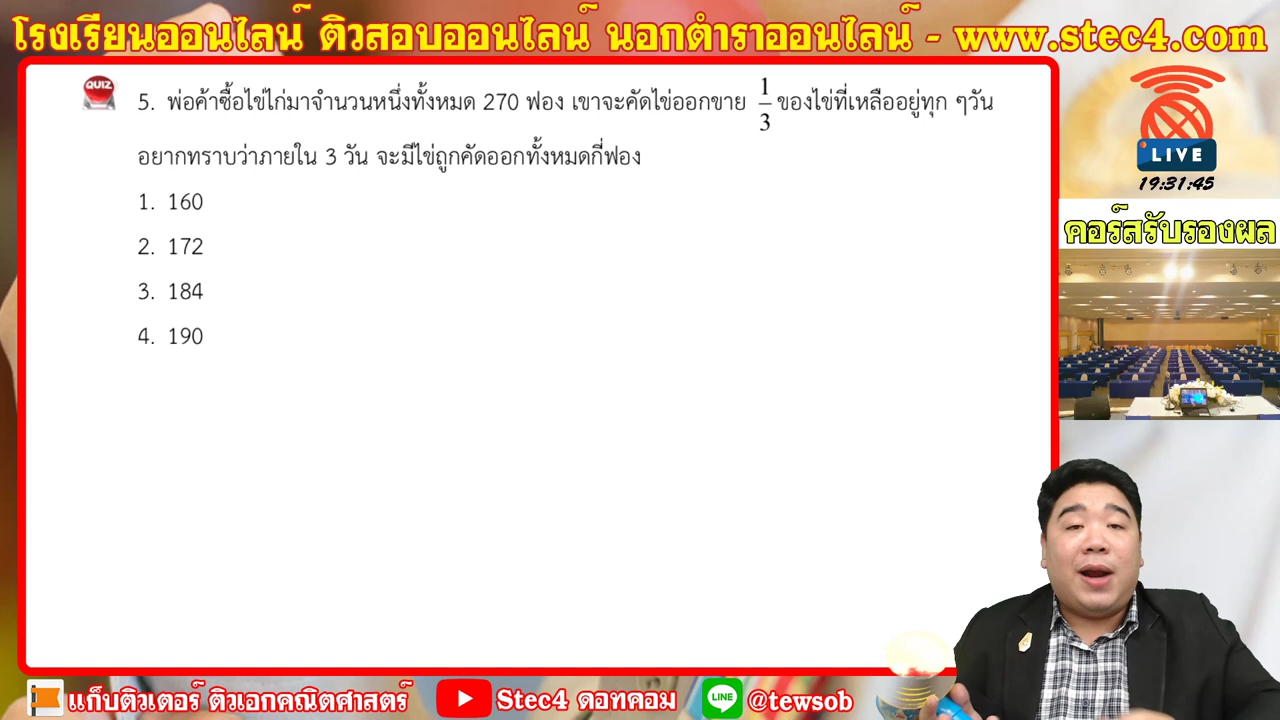 โรงเรียนออนไลน์ ติวสอบออนไลน์ นอกตำราออนไลน์ - www.stec4.com
QUIZ
5. พ่อค้าซื้อไข่ไก่มาจำนวนหนึ่งทั้งหมด 270 ฟอง เขาจะคัดไข่ออกขาย 1/3 ของไข่ที่เหลืออยู่ทุก ๆวัน
อยากทราบว่าภายใน 3 วัน จะมีไข่ถูกคัดออกทั้งหมดกี่ฟอง
1. 160
2. 172
3. 184
4. 190
LIVE
19:31:45
คอร์สรับรองผล
แก็บติวเตอร์ ติวเอกคณิตศาสตร์
Stec4 ดอทคอม
LINE
@tewsob